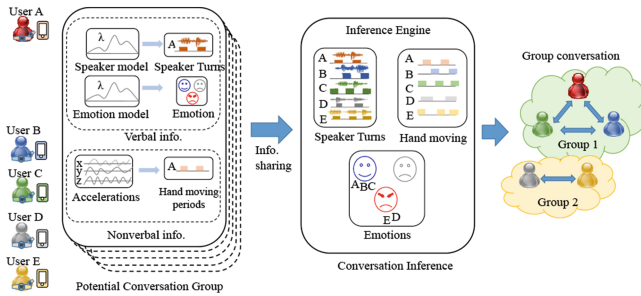 User A
User B
User C
User D
User E
λ
Speaker model
A
Speaker Turns
λ
Emotion model
Emotion
Verbal info.
x
y
z
Accelerations
A
Hand moving
periods
Nonverbal info.
Potential Conversation Group
Info.
sharing
Inference Engine
A
B
C
D
E
Speaker Turns
A
B
C
D
E
Hand moving
ABC
ED
Emotions
Conversation Inference
Group conversation
Group 1
Group 2